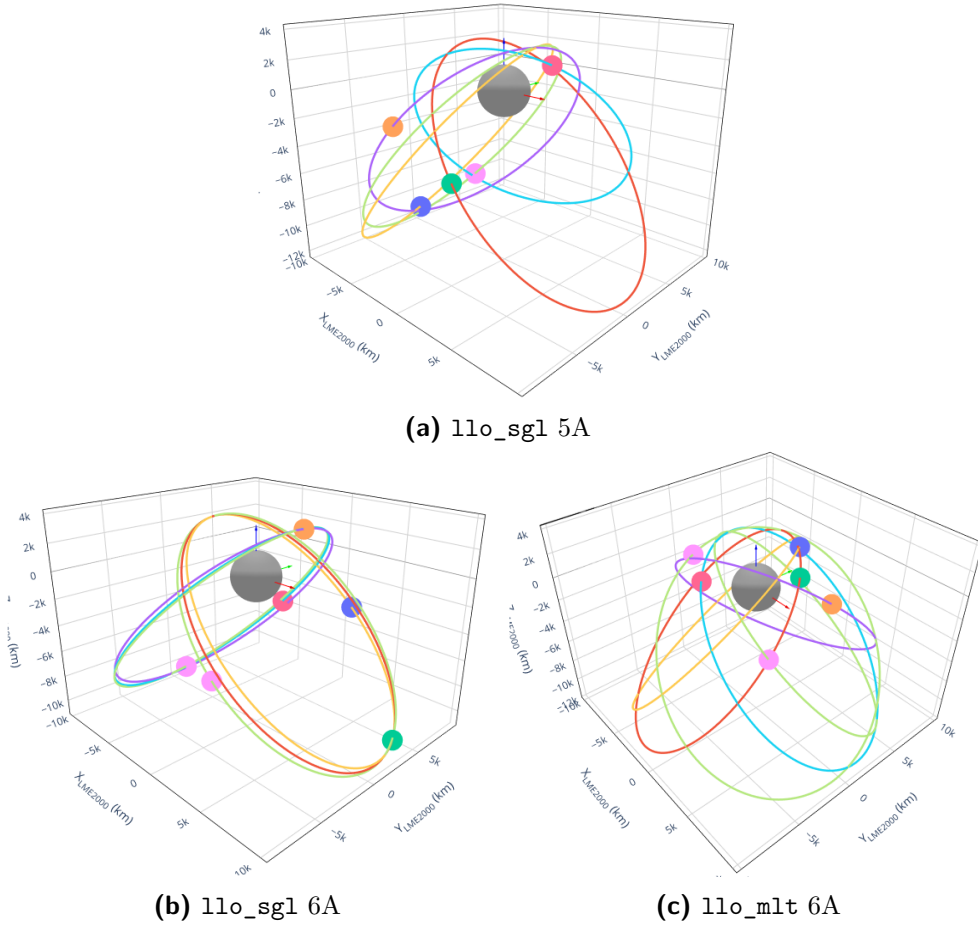 4k
2k
0
−2k
−4k
−6k
−8k
−10k
−12k
−10k
−5k
0
5k
X_LME2000 (km)
10k
5k
0
−5k
Y_LME2000 (km)
(a) llo_sgl 5A
4k
2k
0
−2k
−4k
−6k
−8k
−10k
−10k
−5k
0
5k
10k
X_LME2000 (km)
5k
0
−5k
Y_LME2000 (km)
(b) llo_sgl 6A
4k
2k
0
−2k
−4k
−6k
−8k
−10k
−12k
−5k
0
5k
X_LME2000 (km)
10k
5k
0
−5k
Y_LME2000 (km)
(c) llo_mlt 6A